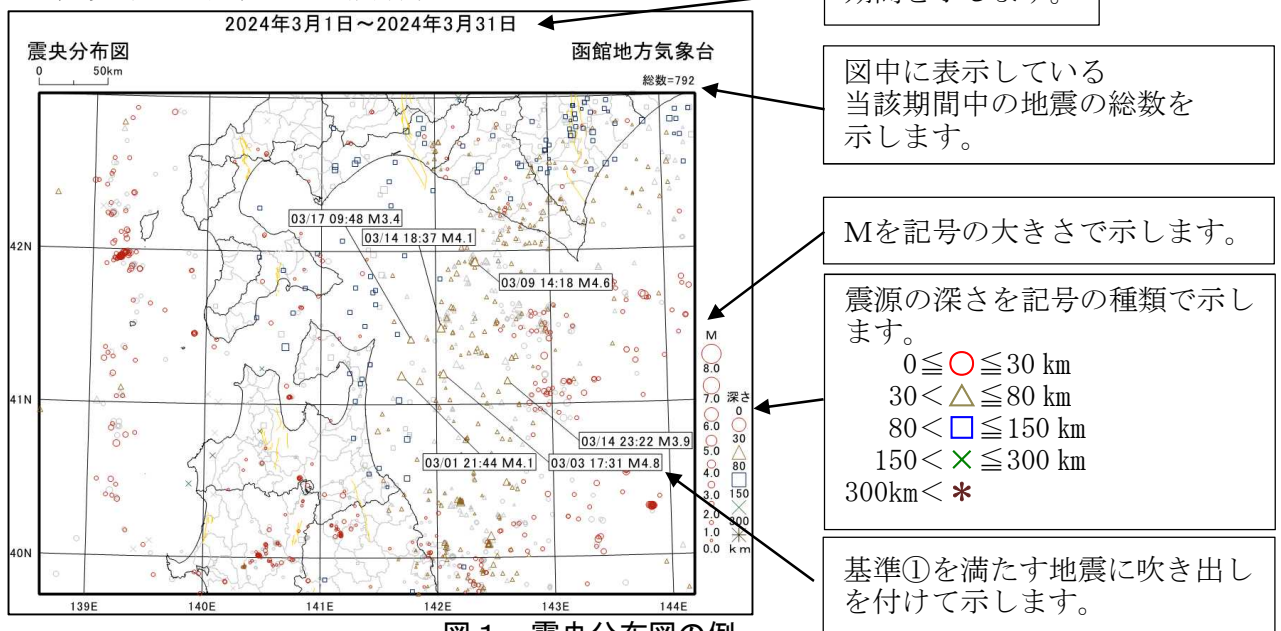 2024年3月1日～2024年3月31日
震央分布図
函館地方気象台
0 50km
総数=792
42N
41N
40N
139E 140E 141E 142E 143E 144E
03/17 09:48 M3.4
03/14 18:37 M4.1
03/09 14:18 M4.6
03/14 23:22 M3.9
03/01 21:44 M4.1
03/03 17:31 M4.8
M
8.0
7.0
6.0
5.0
4.0
3.0
2.0
1.0
0.0
深さ
0
30
80
150
300
km
期間を示します。
図中に表示している
当該期間中の地震の総数を
示します。
Mを記号の大きさで示します。
震源の深さを記号の種類で示し
ます。
0≦○≦30 km
30<△≦80 km
80<□≦150 km
150<×≦300 km
300km<*
基準①を満たす地震に吹き出し
を付けて示します。
図1 震央分布図の例